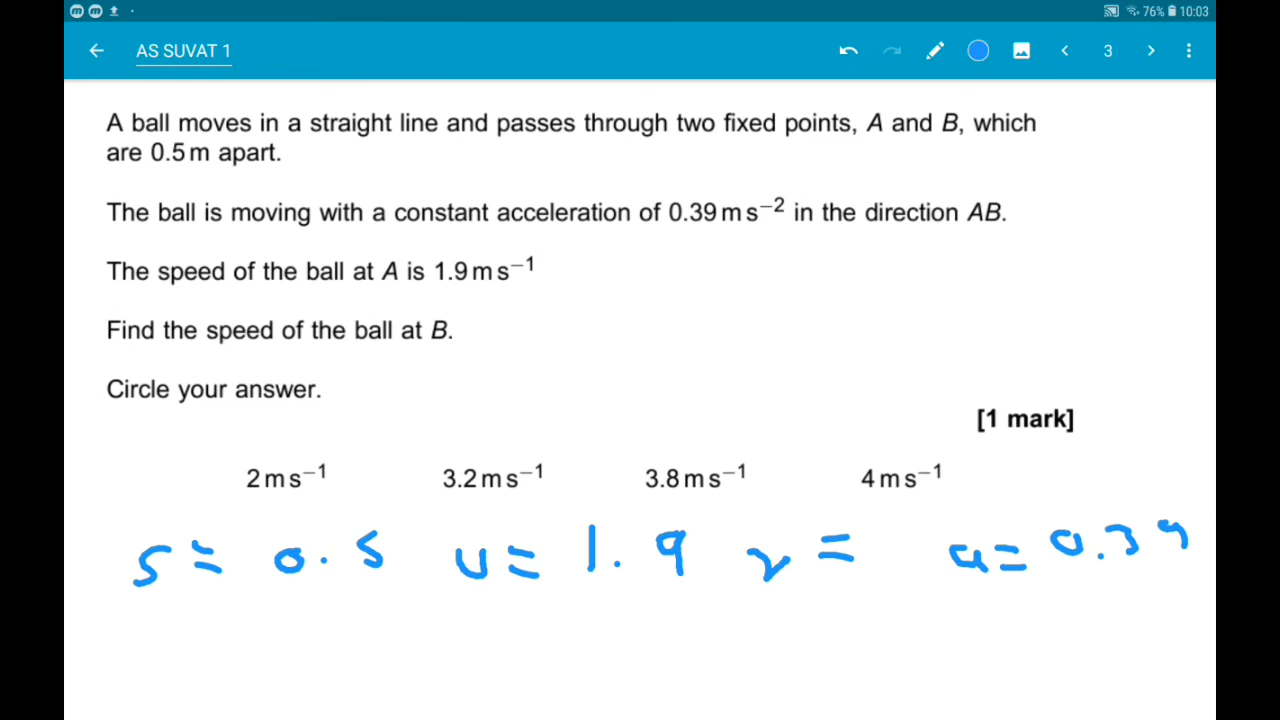 76% 10:03
AS SUVAT 1
3
A ball moves in a straight line and passes through two fixed points, A and B, which
are 0.5 m apart.
The ball is moving with a constant acceleration of 0.39 m s⁻² in the direction AB.
The speed of the ball at A is 1.9 m s⁻¹
Find the speed of the ball at B.
Circle your answer.
[1 mark]
2 m s⁻¹ 3.2 m s⁻¹ 3.8 m s⁻¹ 4 m s⁻¹
s = 0.5 u = 1.9 v = a = 0.39